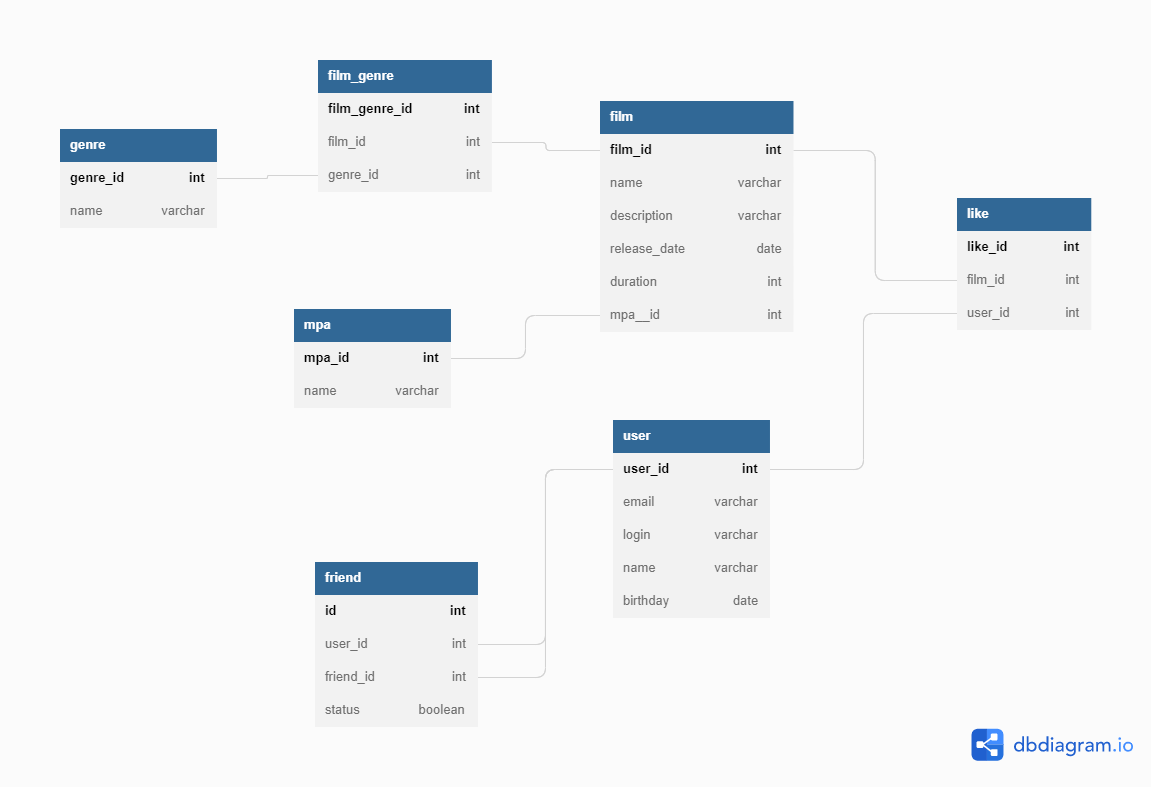 film_genre
film_genre_id int
film_id int
genre_id int
genre
genre_id int
name varchar
film
film_id int
name varchar
description varchar
release_date date
duration int
mpa__id int
like
like_id int
film_id int
user_id int
mpa
mpa_id int
name varchar
user
user_id int
email varchar
login varchar
name varchar
birthday date
friend
id int
user_id int
friend_id int
status boolean
dbdiagram.io